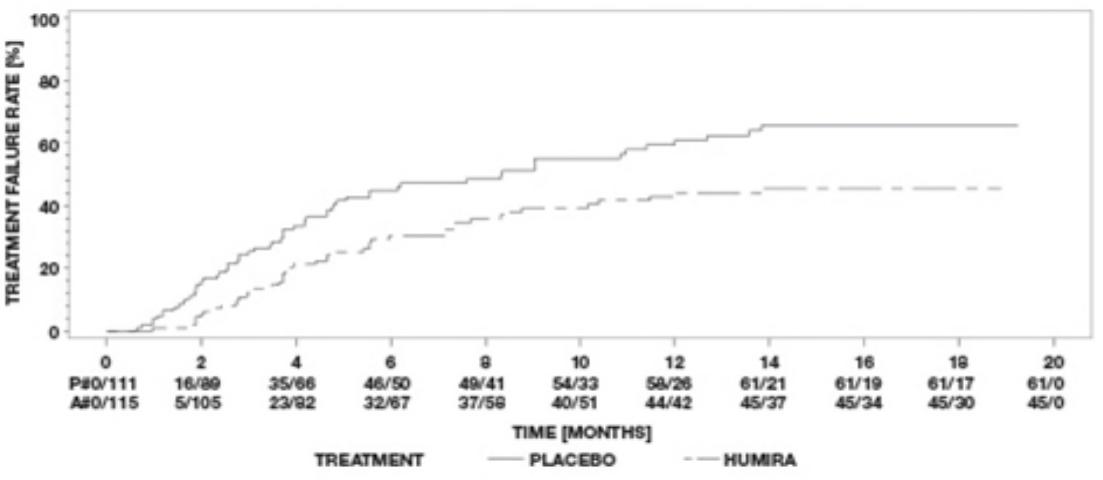 TREATMENT FAILURE RATE [%]
100
80
60
40
20
0
0 2 4 6 8 10 12 14 16 18 20
P#0/111 16/89 35/66 46/50 49/41 54/33 58/26 61/21 61/19 61/17 61/0
A#0/115 5/105 23/82 32/67 37/58 40/51 44/42 45/37 45/34 45/30 45/0
TIME [MONTHS]
TREATMENT PLACEBO HUMIRA